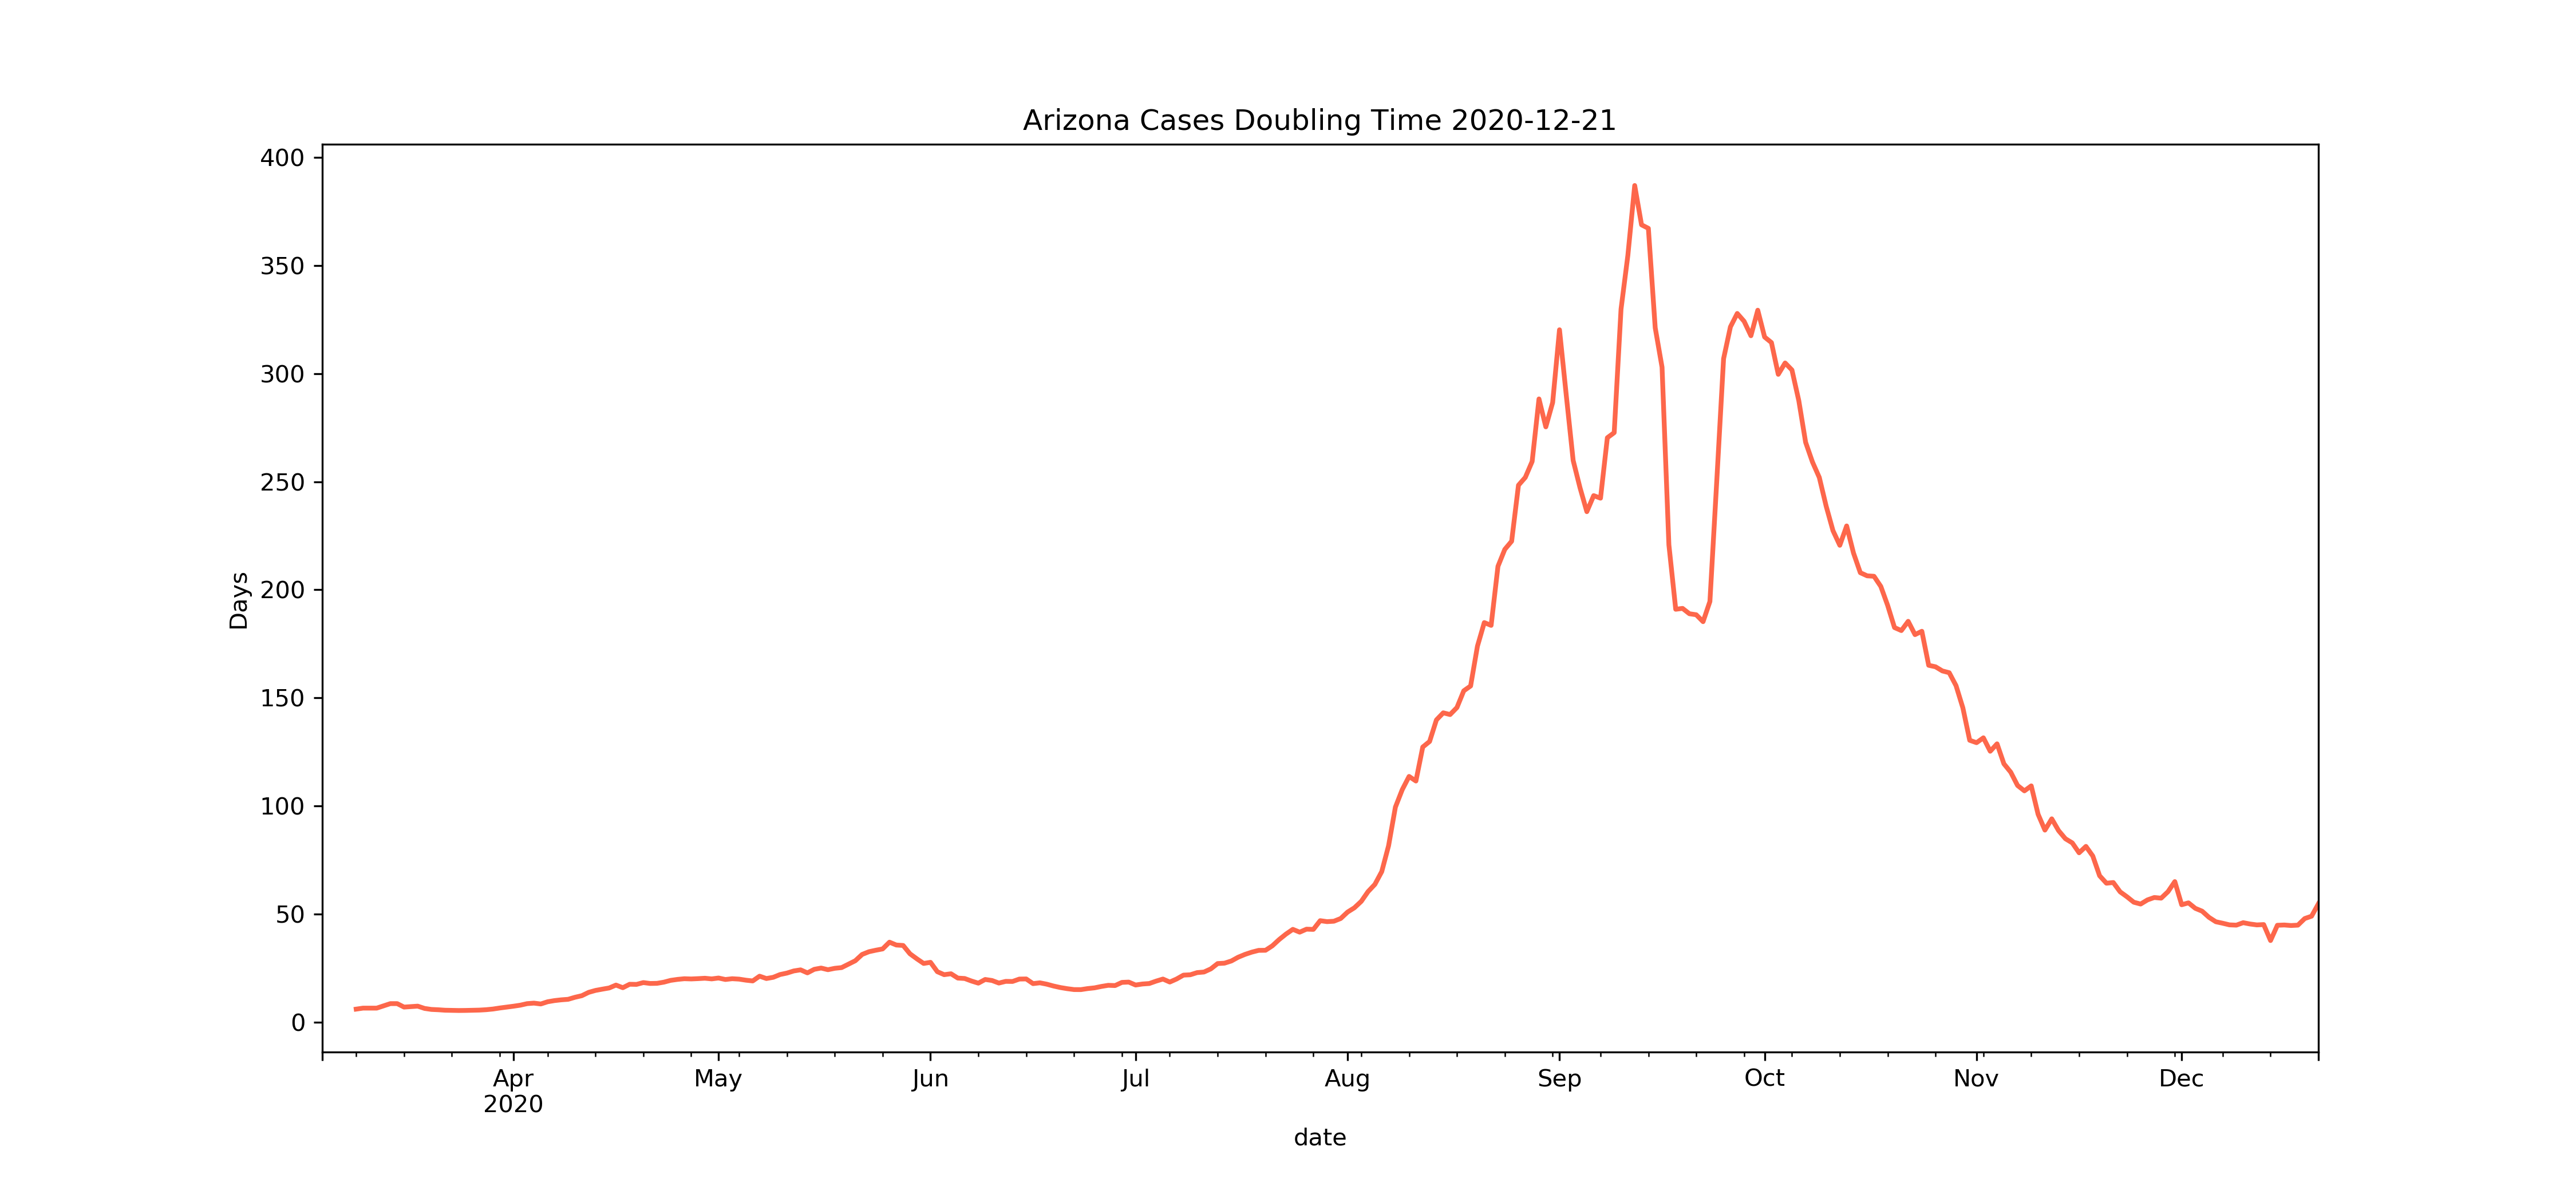 Arizona Cases Doubling Time 2020-12-21
400
350
300
250
200
150
100
50
0
Days
Apr May Jun Jul Aug Sep Oct Nov Dec
2020
date